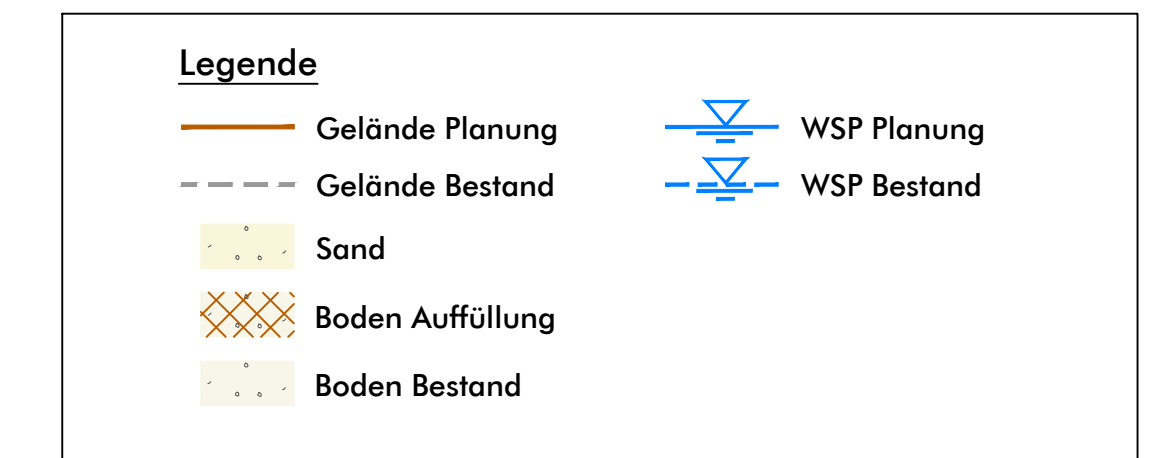 Legende
Gelände Planung
Gelände Bestand
Sand
Boden Auffüllung
Boden Bestand
WSP Planung
WSP Bestand